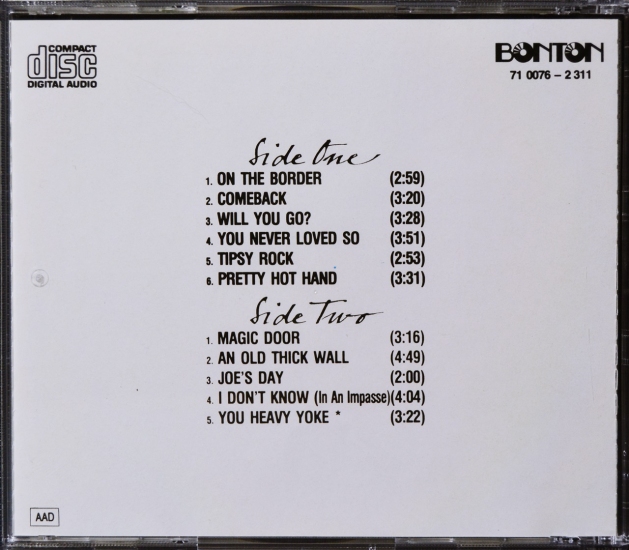 COMPACT
disc
DIGITAL AUDIO
BONTON
71 0076 – 2 311
Side One
1. ON THE BORDER (2:59)
2. COMEBACK (3:20)
3. WILL YOU GO? (3:28)
4. YOU NEVER LOVED SO (3:51)
5. TIPSY ROCK (2:53)
6. PRETTY HOT HAND (3:31)
Side Two
1. MAGIC DOOR (3:16)
2. AN OLD THICK WALL (4:49)
3. JOE'S DAY (2:00)
4. I DON'T KNOW (In An Impasse)(4:04)
5. YOU HEAVY YOKE * (3:22)
AAD